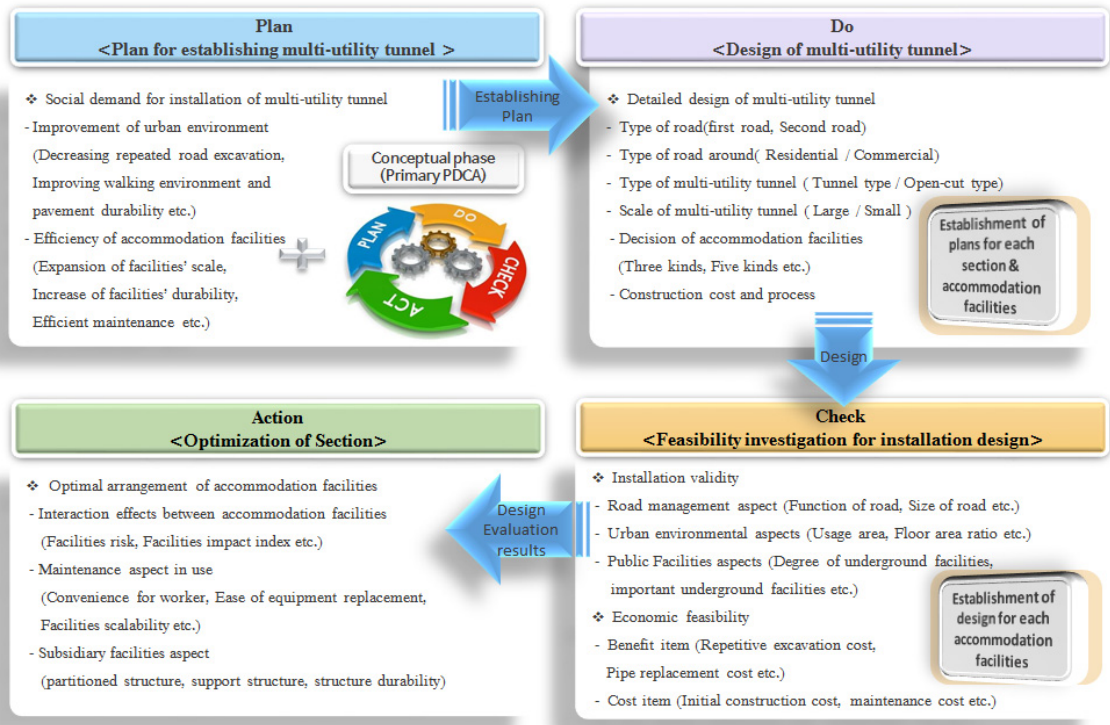 Plan
<Plan for establishing multi-utility tunnel >
❖ Social demand for installation of multi-utility tunnel
- Improvement of urban environment
(Decreasing repeated road excavation,
Improving walking environment and
pavement durability etc.)
- Efficiency of accommodation facilities
(Expansion of facilities' scale,
Increase of facilities' durability,
Efficient maintenance etc.)
Conceptual phase
(Primary PDCA)
PLAN
DO
CHECK
ACT
Establishing
Plan
Do
<Design of multi-utility tunnel>
❖ Detailed design of multi-utility tunnel
- Type of road(first road, Second road)
- Type of road around( Residential / Commercial)
- Type of multi-utility tunnel ( Tunnel type / Open-cut type)
- Scale of multi-utility tunnel ( Large / Small )
- Decision of accommodation facilities
(Three kinds, Five kinds etc.)
- Construction cost and process
Establishment of
plans for each
section &
accommodation
facilities
Design
Check
<Feasibility investigation for installation design>
❖ Installation validity
- Road management aspect (Function of road, Size of road etc.)
- Urban environmental aspects (Usage area, Floor area ratio etc.)
- Public Facilities aspects (Degree of underground facilities,
important underground facilities etc.)
❖ Economic feasibility
- Benefit item (Repetitive excavation cost,
Pipe replacement cost etc.)
- Cost item (Initial construction cost, maintenance cost etc.)
Establishment of
design for each
accommodation
facilities
Design
Evaluation
results
Action
<Optimization of Section>
❖ Optimal arrangement of accommodation facilities
- Interaction effects between accommodation facilities
(Facilities risk, Facilities impact index etc.)
- Maintenance aspect in use
(Convenience for worker, Ease of equipment replacement,
Facilities scalability etc.)
- Subsidiary facilities aspect
(partitioned structure, support structure, structure durability)